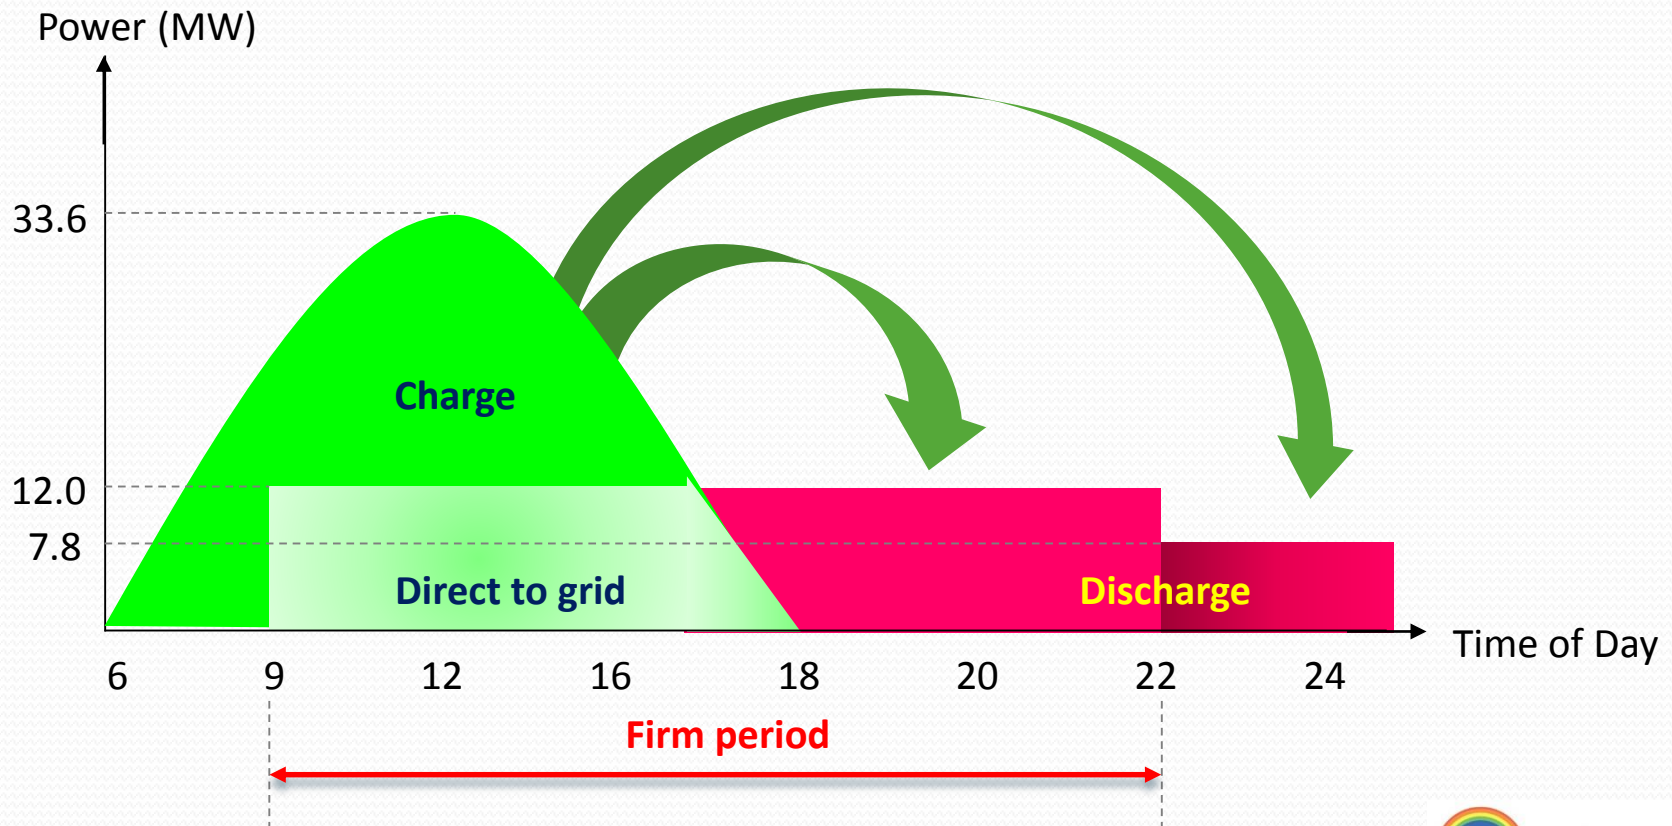 Power (MW)
33.6
Charge
12.0
7.8
Direct to grid
Discharge
Time of Day
6 9 12 16 18 20 22 24
Firm period